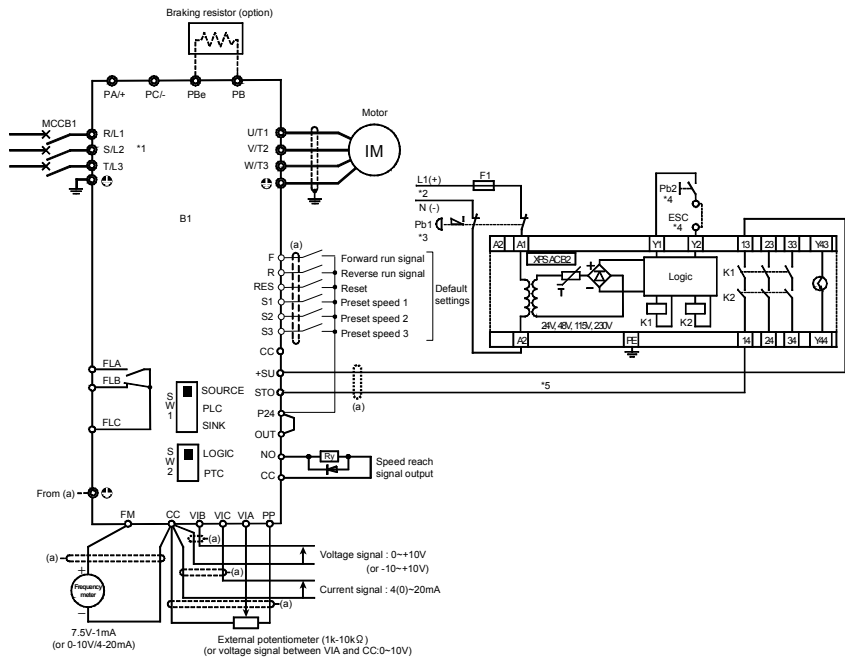 Braking resistor (option)
PA/+ PC/- PBe PB
MCCB1
R/L1
S/L2 *1
T/L3
U/T1
V/T2
W/T3
Motor
IM
B1
L1(+)
*2
N (-)
F1
Pb1
*3
Pb2
*4
ESC
*4
A2 A1 Y1 Y2 13 23 33 Y43
XPSACB2
+
-
T
Logic
K1
K2
K1 K2
24V, 48V, 115V, 230V
A2 PE 14 24 34 Y44
(a)
F Forward run signal
R Reverse run signal
RES Reset
S1 Preset speed 1
S2 Preset speed 2
S3 Preset speed 3
Default
settings
CC
+SU
STO
(a)
*5
P24
OUT
NO
CC
Ry
Speed reach
signal output
FLA
FLB
FLC
SW1
SOURCE
PLC
SINK
SW2
LOGIC
PTC
From (a)
FM CC VIB VIC VIA PP
(a)
(a)
(a)
(a)
Voltage signal : 0~+10V
(or -10~+10V)
Current signal : 4(0)~20mA
+
Frequency
meter
−
7.5V-1mA
(or 0-10V/4-20mA)
External potentiometer (1k-10kΩ)
(or voltage signal between VIA and CC:0~10V)